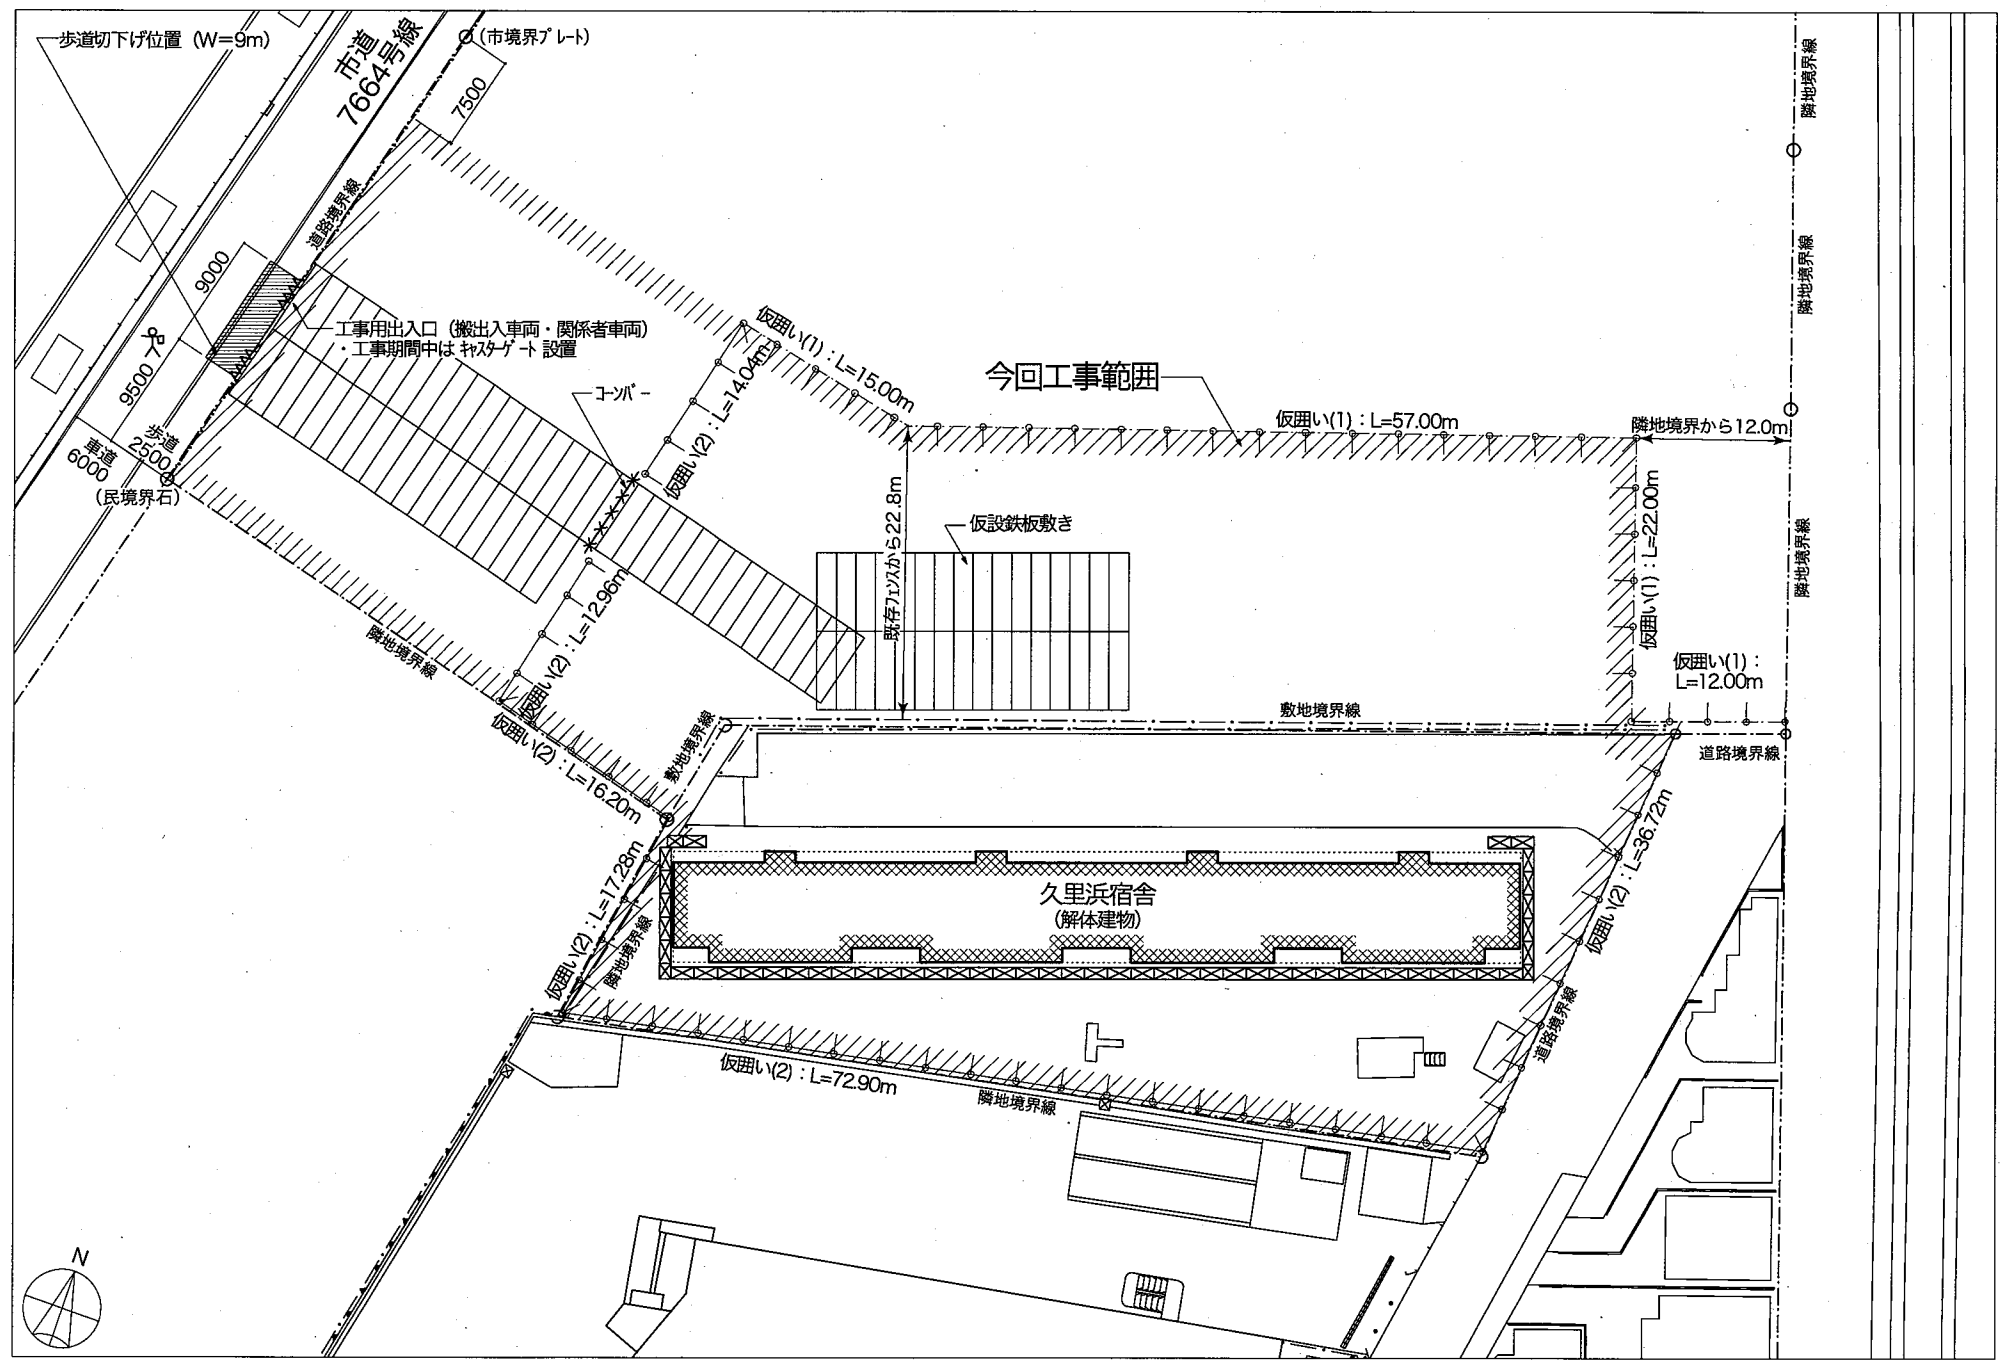 歩道切下げ位置（W=9m）
市道
7664号線
（市境界プレート）
7500
隣地境界線
道路境界線
9000
9500
工事用出入口（搬出入車両・関係者車両）
・工事期間中は キャスターゲート 設置
仮囲い(1)：L=15.00m
仮囲い(2)：L=14.04m
コーンバー
今回工事範囲
仮囲い(1)：L=57.00m
隣地境界から12.0m
隣地境界線
歩道
2500
車道
6000
（民境界石）
既存フェンスから22.8m
仮設鉄板敷き
仮囲い(1)：L=22.00m
隣地境界線
仮囲い(2)：L=12.96m
隣地境界線
仮囲い(2)：L=16.20m
敷地境界線
敷地境界線
仮囲い(1)：
L=12.00m
道路境界線
仮囲い(2)：L=17.28m
隣地境界線
久里浜宿舎
（解体建物）
仮囲い(2)：L=36.72m
道路境界線
仮囲い(2)：L=72.90m
隣地境界線
N